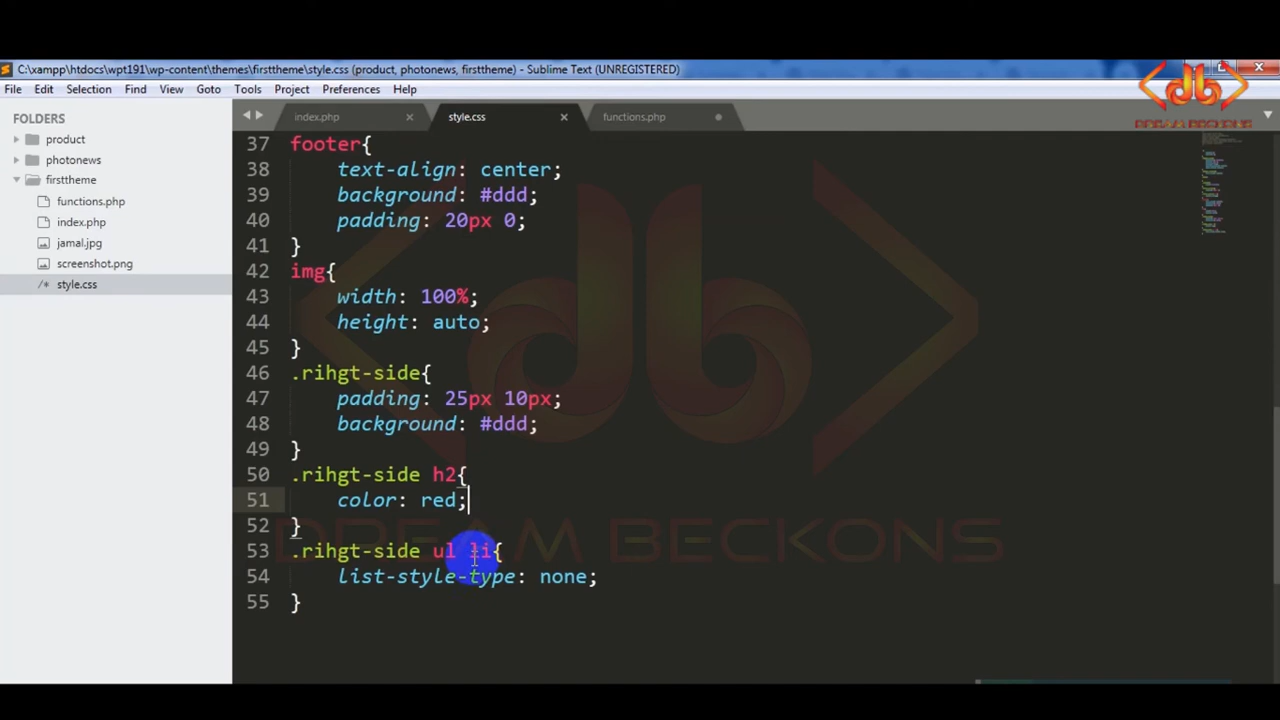 C:\xampp\htdocs\wpt191\wp-content\themes\firsttheme\style.css (product, photonews, firsttheme) - Sublime Text (UNREGISTERED)
File Edit Selection Find View Goto Tools Project Preferences Help
DREAM BECKONS
FOLDERS
product
photonews
firsttheme
functions.php
index.php
jamal.jpg
screenshot.png
/* style.css
index.php style.css functions.php
37 footer{
38 text-align: center;
39 background: #ddd;
40 padding: 20px 0;
41 }
42 img{
43 width: 100%;
44 height: auto;
45 }
46 .rihgt-side{
47 padding: 25px 10px;
48 background: #ddd;
49 }
50 .rihgt-side h2{
51 color: red;
52 }
53 .rihgt-side ul li{
54 list-style-type: none;
55 }
DREAM BECKONS